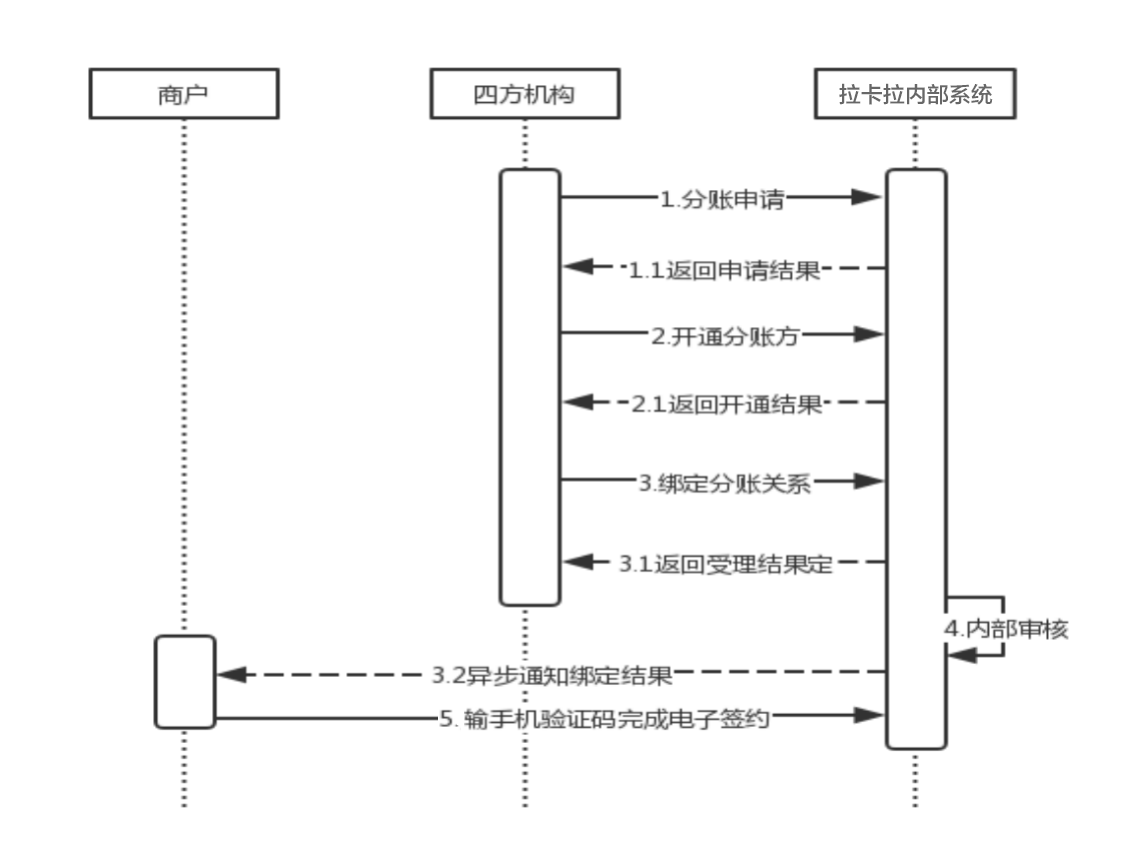 商户
四方机构
拉卡拉内部系统
1.分账申请
1.1返回申请结果
2.开通分账方
2.1返回开通结果
3.绑定分账关系
3.1返回受理结果定
4.内部审核
3.2异步通知绑定结果
5. 输手机验证码完成电子签约